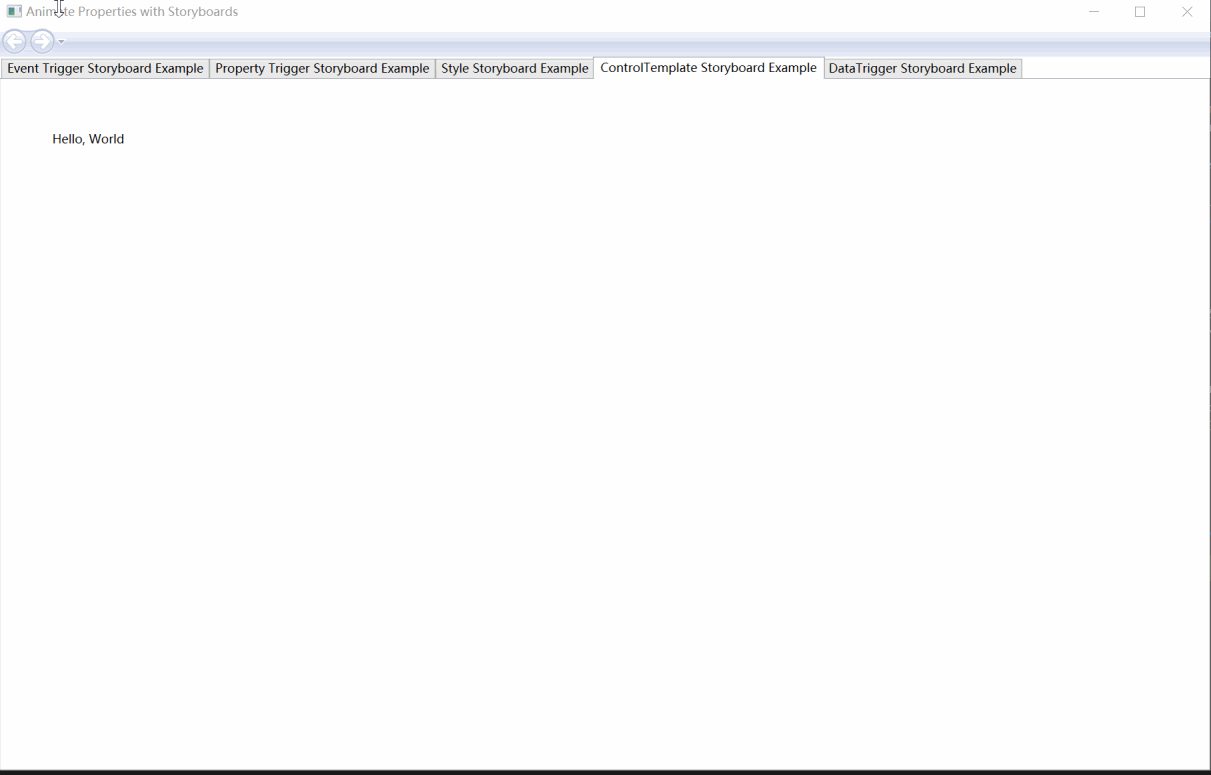 Animate Properties with Storyboards
Event Trigger Storyboard Example Property Trigger Storyboard Example Style Storyboard Example ControlTemplate Storyboard Example DataTrigger Storyboard Example
Hello, World